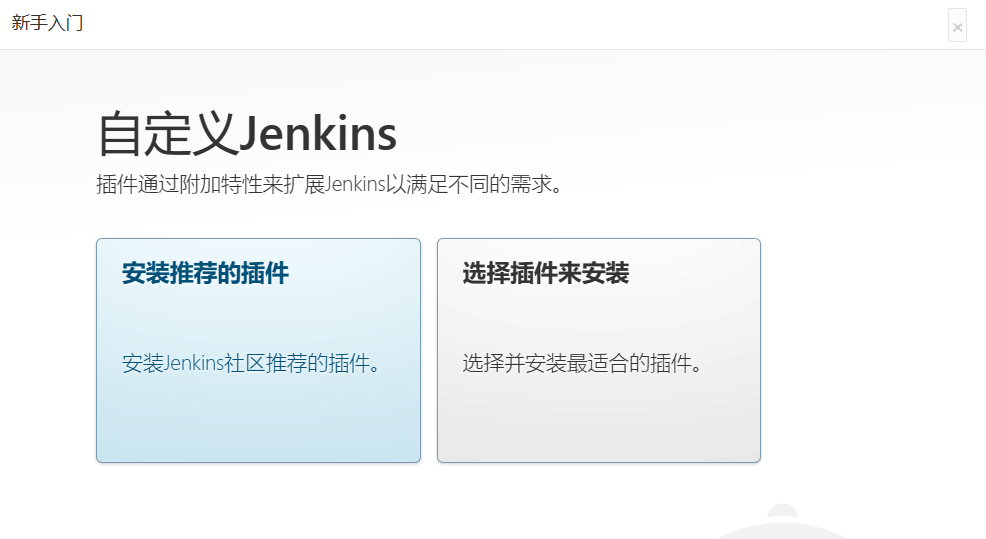 新手入门
×
自定义Jenkins
插件通过附加特性来扩展Jenkins以满足不同的需求。
安装推荐的插件
安装Jenkins社区推荐的插件。
选择插件来安装
选择并安装最适合的插件。